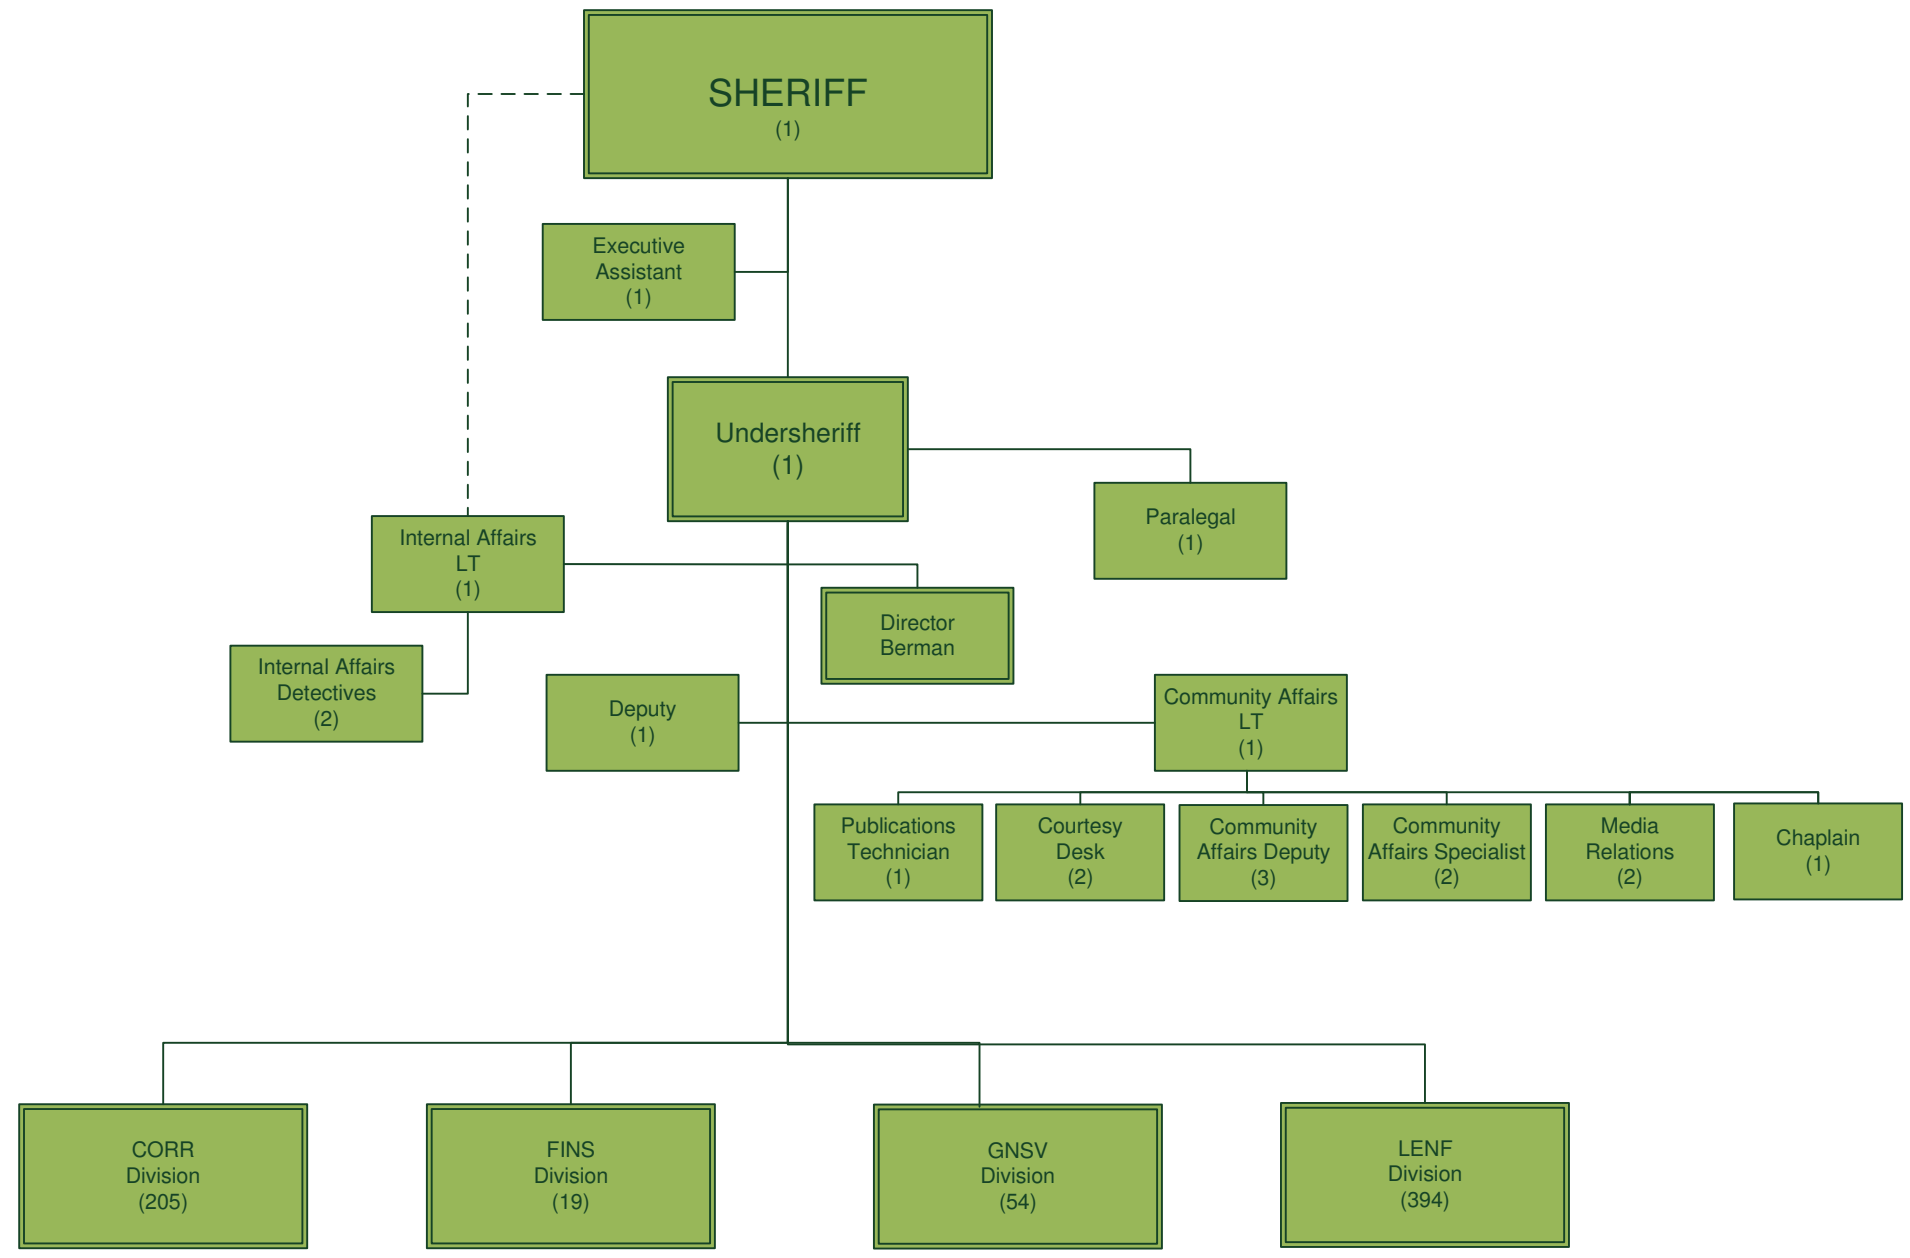 SHERIFF
(1)
Executive
Assistant
(1)
Undersheriff
(1)
Paralegal
(1)
Internal Affairs
LT
(1)
Director
Berman
Internal Affairs
Detectives
(2)
Deputy
(1)
Community Affairs
LT
(1)
Publications
Technician
(1)
Courtesy
Desk
(2)
Community
Affairs Deputy
(3)
Community
Affairs Specialist
(2)
Media
Relations
(2)
Chaplain
(1)
CORR
Division
(205)
FINS
Division
(19)
GNSV
Division
(54)
LENF
Division
(394)